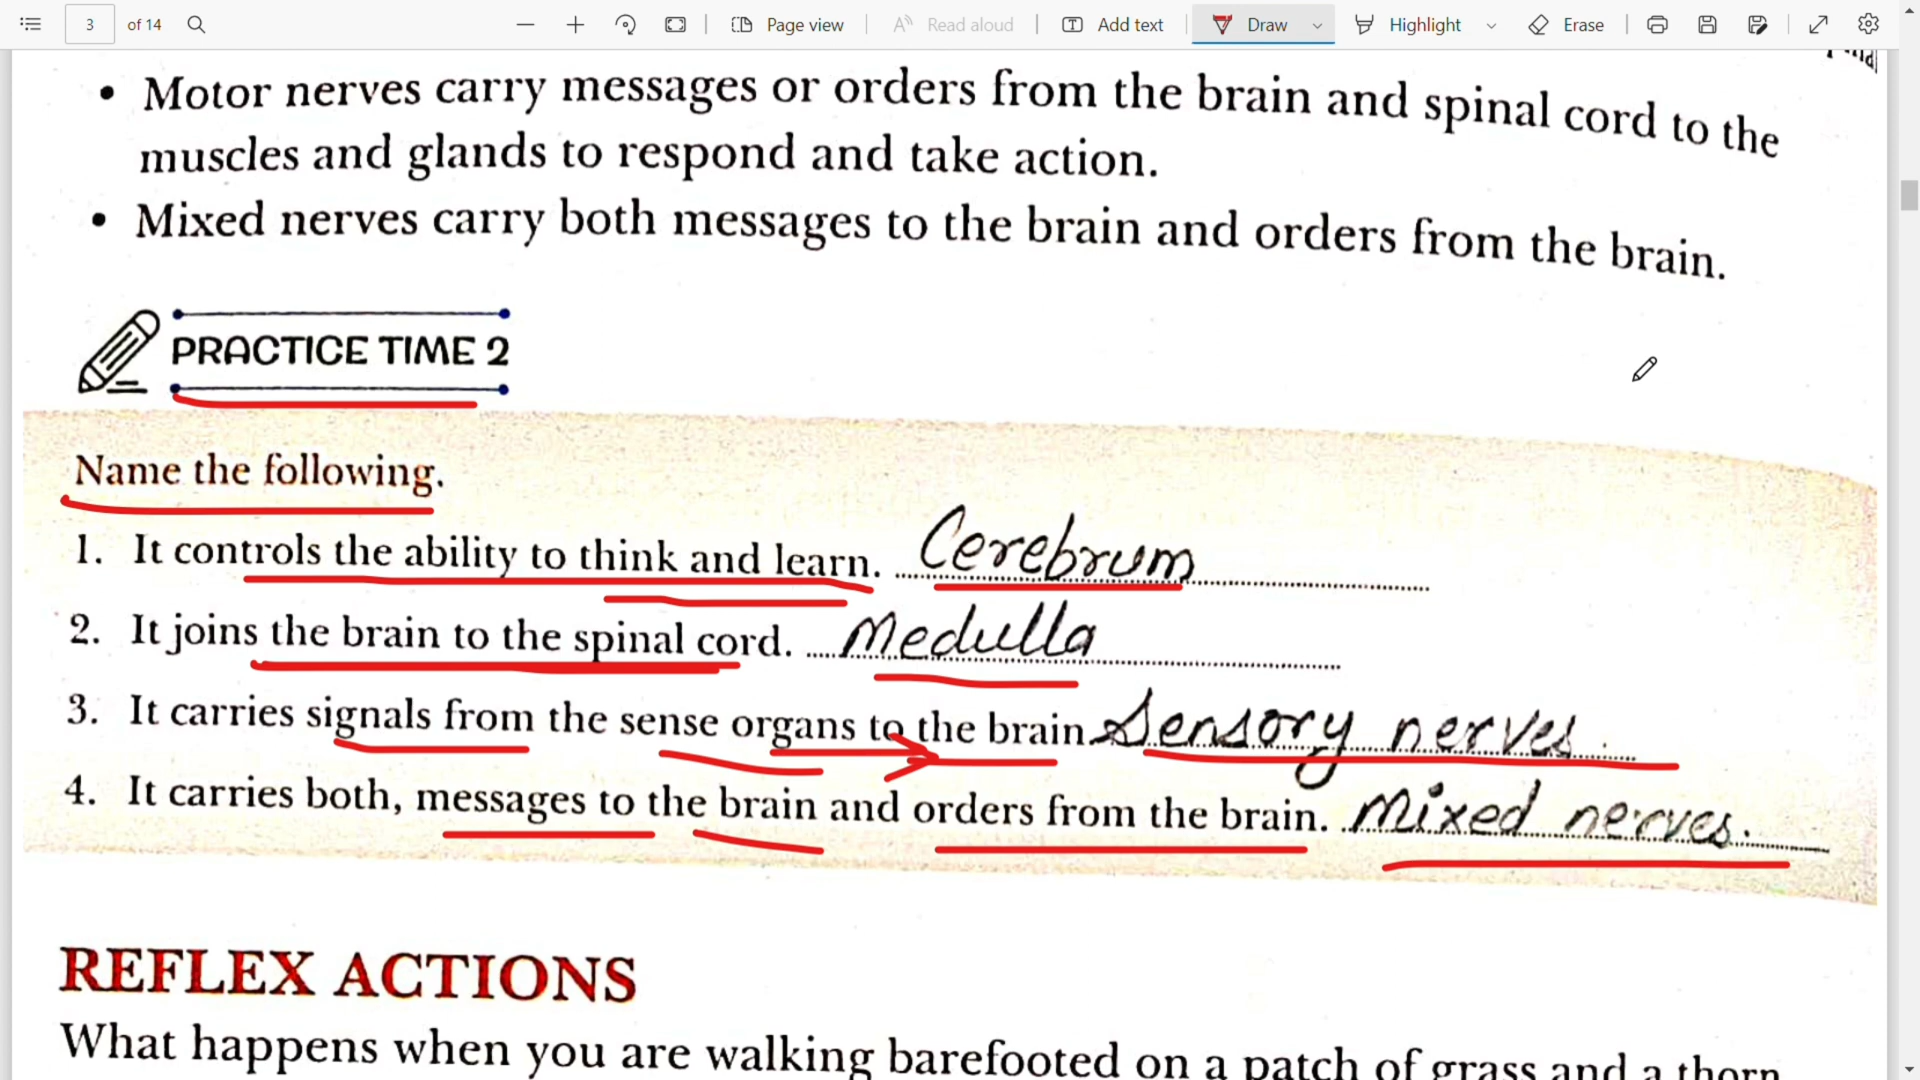 3 of 14 Page view Read aloud Add text Draw Highlight Erase
• Motor nerves carry messages or orders from the brain and spinal cord to the
muscles and glands to respond and take action.
• Mixed nerves carry both messages to the brain and orders from the brain.
PRACTICE TIME 2
Name the following.
1. It controls the ability to think and learn. Cerebrum
2. It joins the brain to the spinal cord. Medulla
3. It carries signals from the sense organs to the brain. Sensory nerves.
4. It carries both, messages to the brain and orders from the brain. Mixed nerves.
REFLEX ACTIONS
What happens when you are walking barefooted on a patch of grass and a thorn